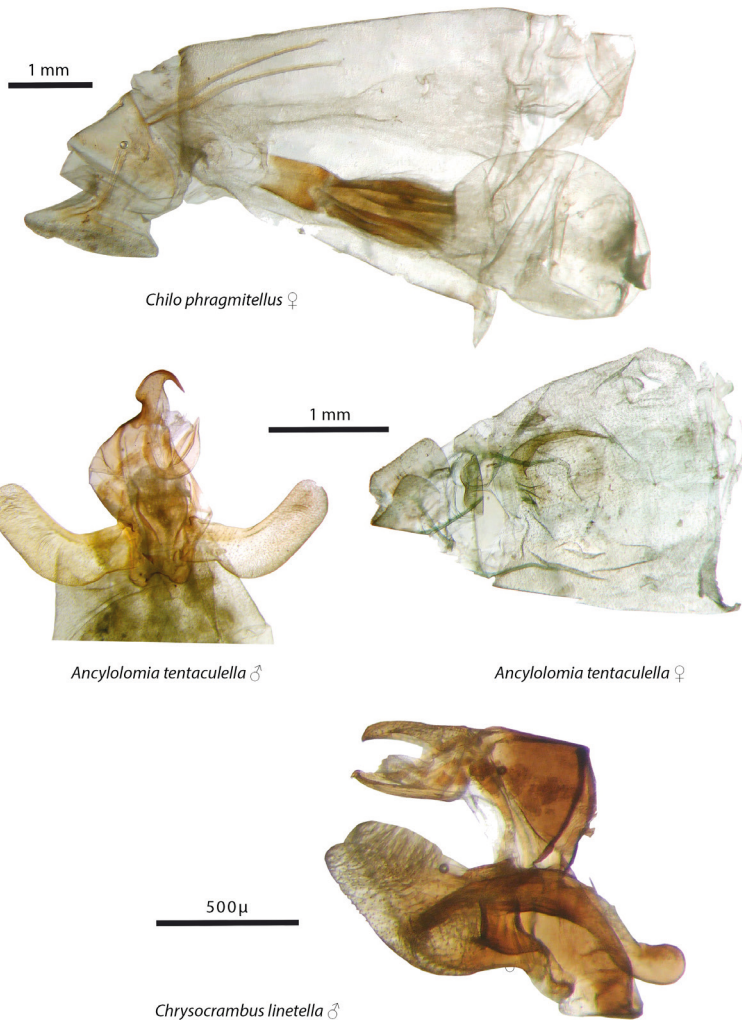 1 mm
Chilo phragmitellus ♀
1 mm
Ancylolomia tentaculella ♂
Ancylolomia tentaculella ♀
500µ
Chrysocrambus linetella ♂